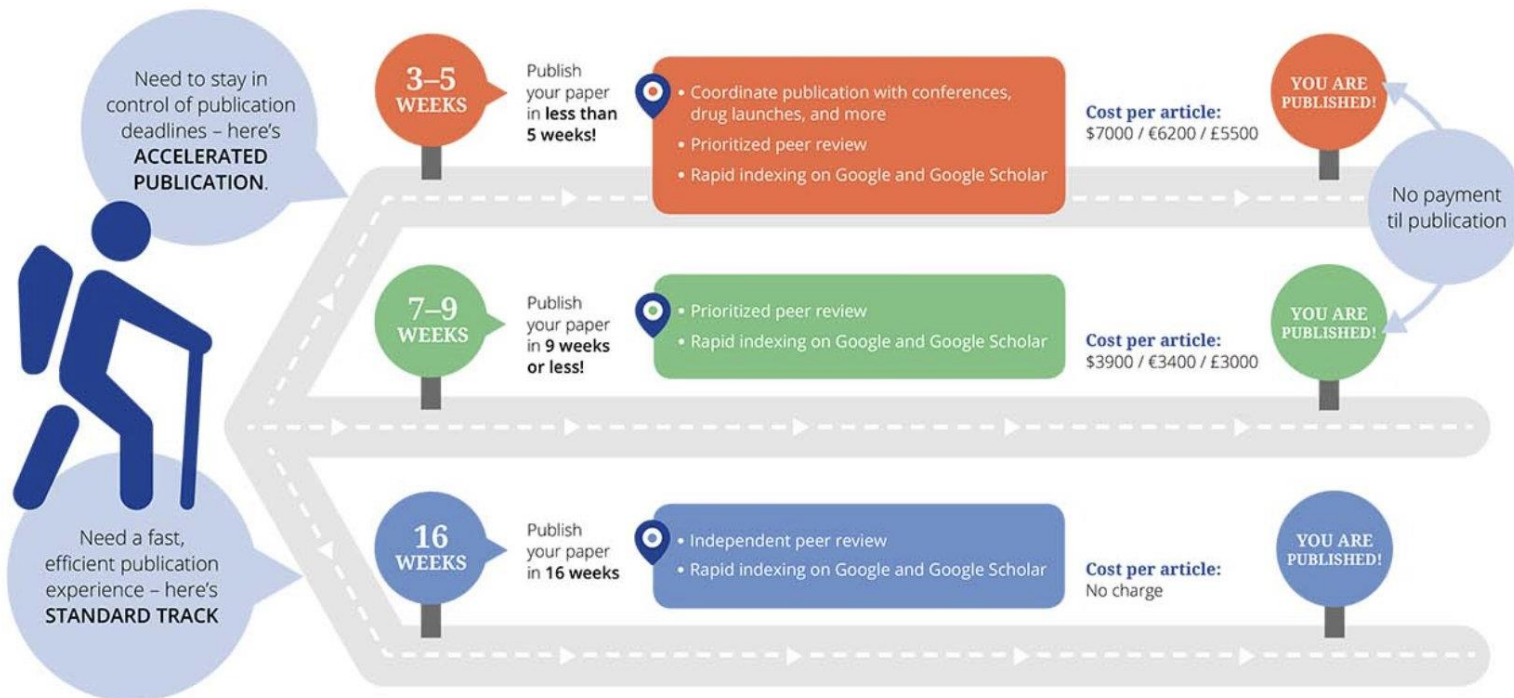 Need to stay in
control of publication
deadlines – here's
ACCELERATED
PUBLICATION.
3–5
WEEKS
Publish
your paper
in less than
5 weeks!
• Coordinate publication with conferences,
drug launches, and more
• Prioritized peer review
• Rapid indexing on Google and Google Scholar
Cost per article:
$7000 / €6200 / £5500
YOU ARE
PUBLISHED!
No payment
til publication
7–9
WEEKS
Publish
your paper
in 9 weeks
or less!
• Prioritized peer review
• Rapid indexing on Google and Google Scholar
Cost per article:
$3900 / €3400 / £3000
YOU ARE
PUBLISHED!
Need a fast,
efficient publication
experience – here's
STANDARD TRACK
16
WEEKS
Publish
your paper
in 16 weeks
• Independent peer review
• Rapid indexing on Google and Google Scholar
Cost per article:
No charge
YOU ARE
PUBLISHED!